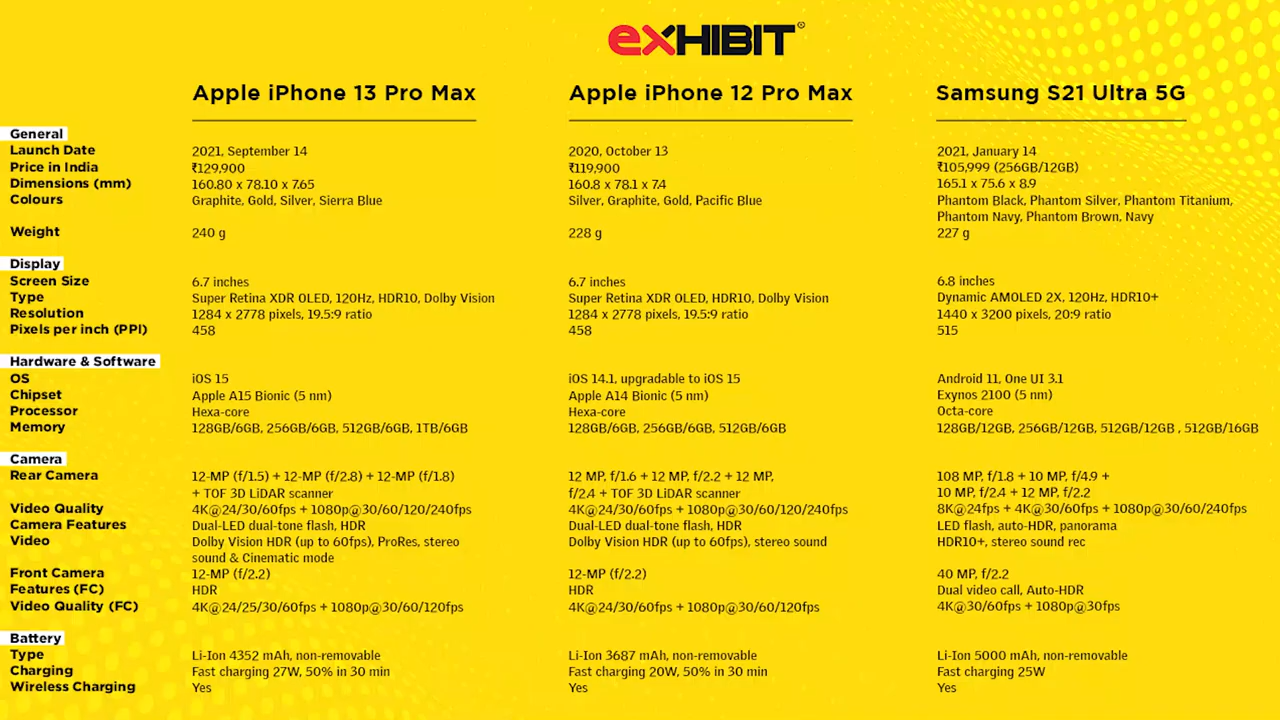 exHIBIT®
Apple iPhone 13 Pro Max Apple iPhone 12 Pro Max Samsung S21 Ultra 5G
General
Launch Date 2021, September 14 2020, October 13 2021, January 14
Price in India ₹129,900 ₹119,900 ₹105,999 (256GB/12GB)
Dimensions (mm) 160.80 x 78.10 x 7.65 160.8 x 78.1 x 7.4 165.1 x 75.6 x 8.9
Colours Graphite, Gold, Silver, Sierra Blue Silver, Graphite, Gold, Pacific Blue Phantom Black, Phantom Silver, Phantom Titanium,
Phantom Navy, Phantom Brown, Navy
Weight 240 g 228 g 227 g
Display
Screen Size 6.7 inches 6.7 inches 6.8 inches
Type Super Retina XDR OLED, 120Hz, HDR10, Dolby Vision Super Retina XDR OLED, HDR10, Dolby Vision Dynamic AMOLED 2X, 120Hz, HDR10+
Resolution 1284 x 2778 pixels, 19.5:9 ratio 1284 x 2778 pixels, 19.5:9 ratio 1440 x 3200 pixels, 20:9 ratio
Pixels per inch (PPI) 458 458 515
Hardware & Software
OS iOS 15 iOS 14.1, upgradable to iOS 15 Android 11, One UI 3.1
Chipset Apple A15 Bionic (5 nm) Apple A14 Bionic (5 nm) Exynos 2100 (5 nm)
Processor Hexa-core Hexa-core Octa-core
Memory 128GB/6GB, 256GB/6GB, 512GB/6GB, 1TB/6GB 128GB/6GB, 256GB/6GB, 512GB/6GB 128GB/12GB, 256GB/12GB, 512GB/12GB , 512GB/16GB
Camera
Rear Camera 12-MP (f/1.5) + 12-MP (f/2.8) + 12-MP (f/1.8) 12 MP, f/1.6 + 12 MP, f/2.2 + 12 MP, 108 MP, f/1.8 + 10 MP, f/4.9 +
+ TOF 3D LiDAR scanner f/2.4 + TOF 3D LiDAR scanner 10 MP, f/2.4 + 12 MP, f/2.2
Video Quality 4K@24/30/60fps + 1080p@30/60/120/240fps 4K@24/30/60fps + 1080p@30/60/120/240fps 8K@24fps + 4K@30/60fps + 1080p@30/60/240fps
Camera Features Dual-LED dual-tone flash, HDR Dual-LED dual-tone flash, HDR LED flash, auto-HDR, panorama
Video Dolby Vision HDR (up to 60fps), ProRes, stereo Dolby Vision HDR (up to 60fps), stereo sound HDR10+, stereo sound rec
sound & Cinematic mode
Front Camera 12-MP (f/2.2) 12-MP (f/2.2) 40 MP, f/2.2
Features (FC) HDR HDR Dual video call, Auto-HDR
Video Quality (FC) 4K@24/25/30/60fps + 1080p@30/60/120fps 4K@24/30/60fps + 1080p@30/60/120fps 4K@30/60fps + 1080p@30fps
Battery
Type Li-Ion 4352 mAh, non-removable Li-Ion 3687 mAh, non-removable Li-Ion 5000 mAh, non-removable
Charging Fast charging 27W, 50% in 30 min Fast charging 20W, 50% in 30 min Fast charging 25W
Wireless Charging Yes Yes Yes